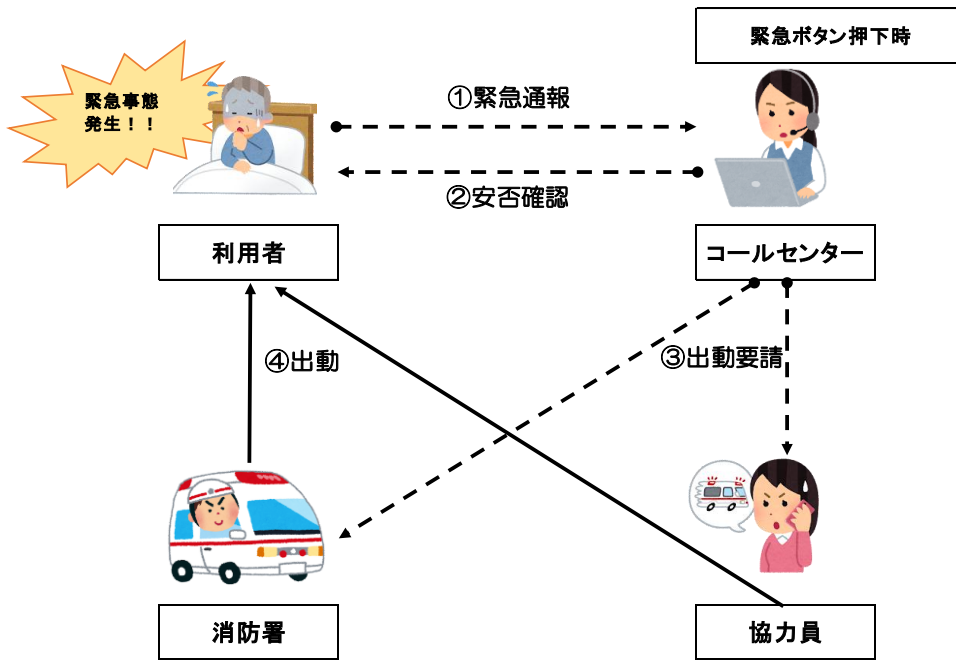 緊急ボタン押下時
緊急事態
発生！！
①緊急通報
②安否確認
利用者
コールセンター
④出動
③出動要請
消防署
協力員